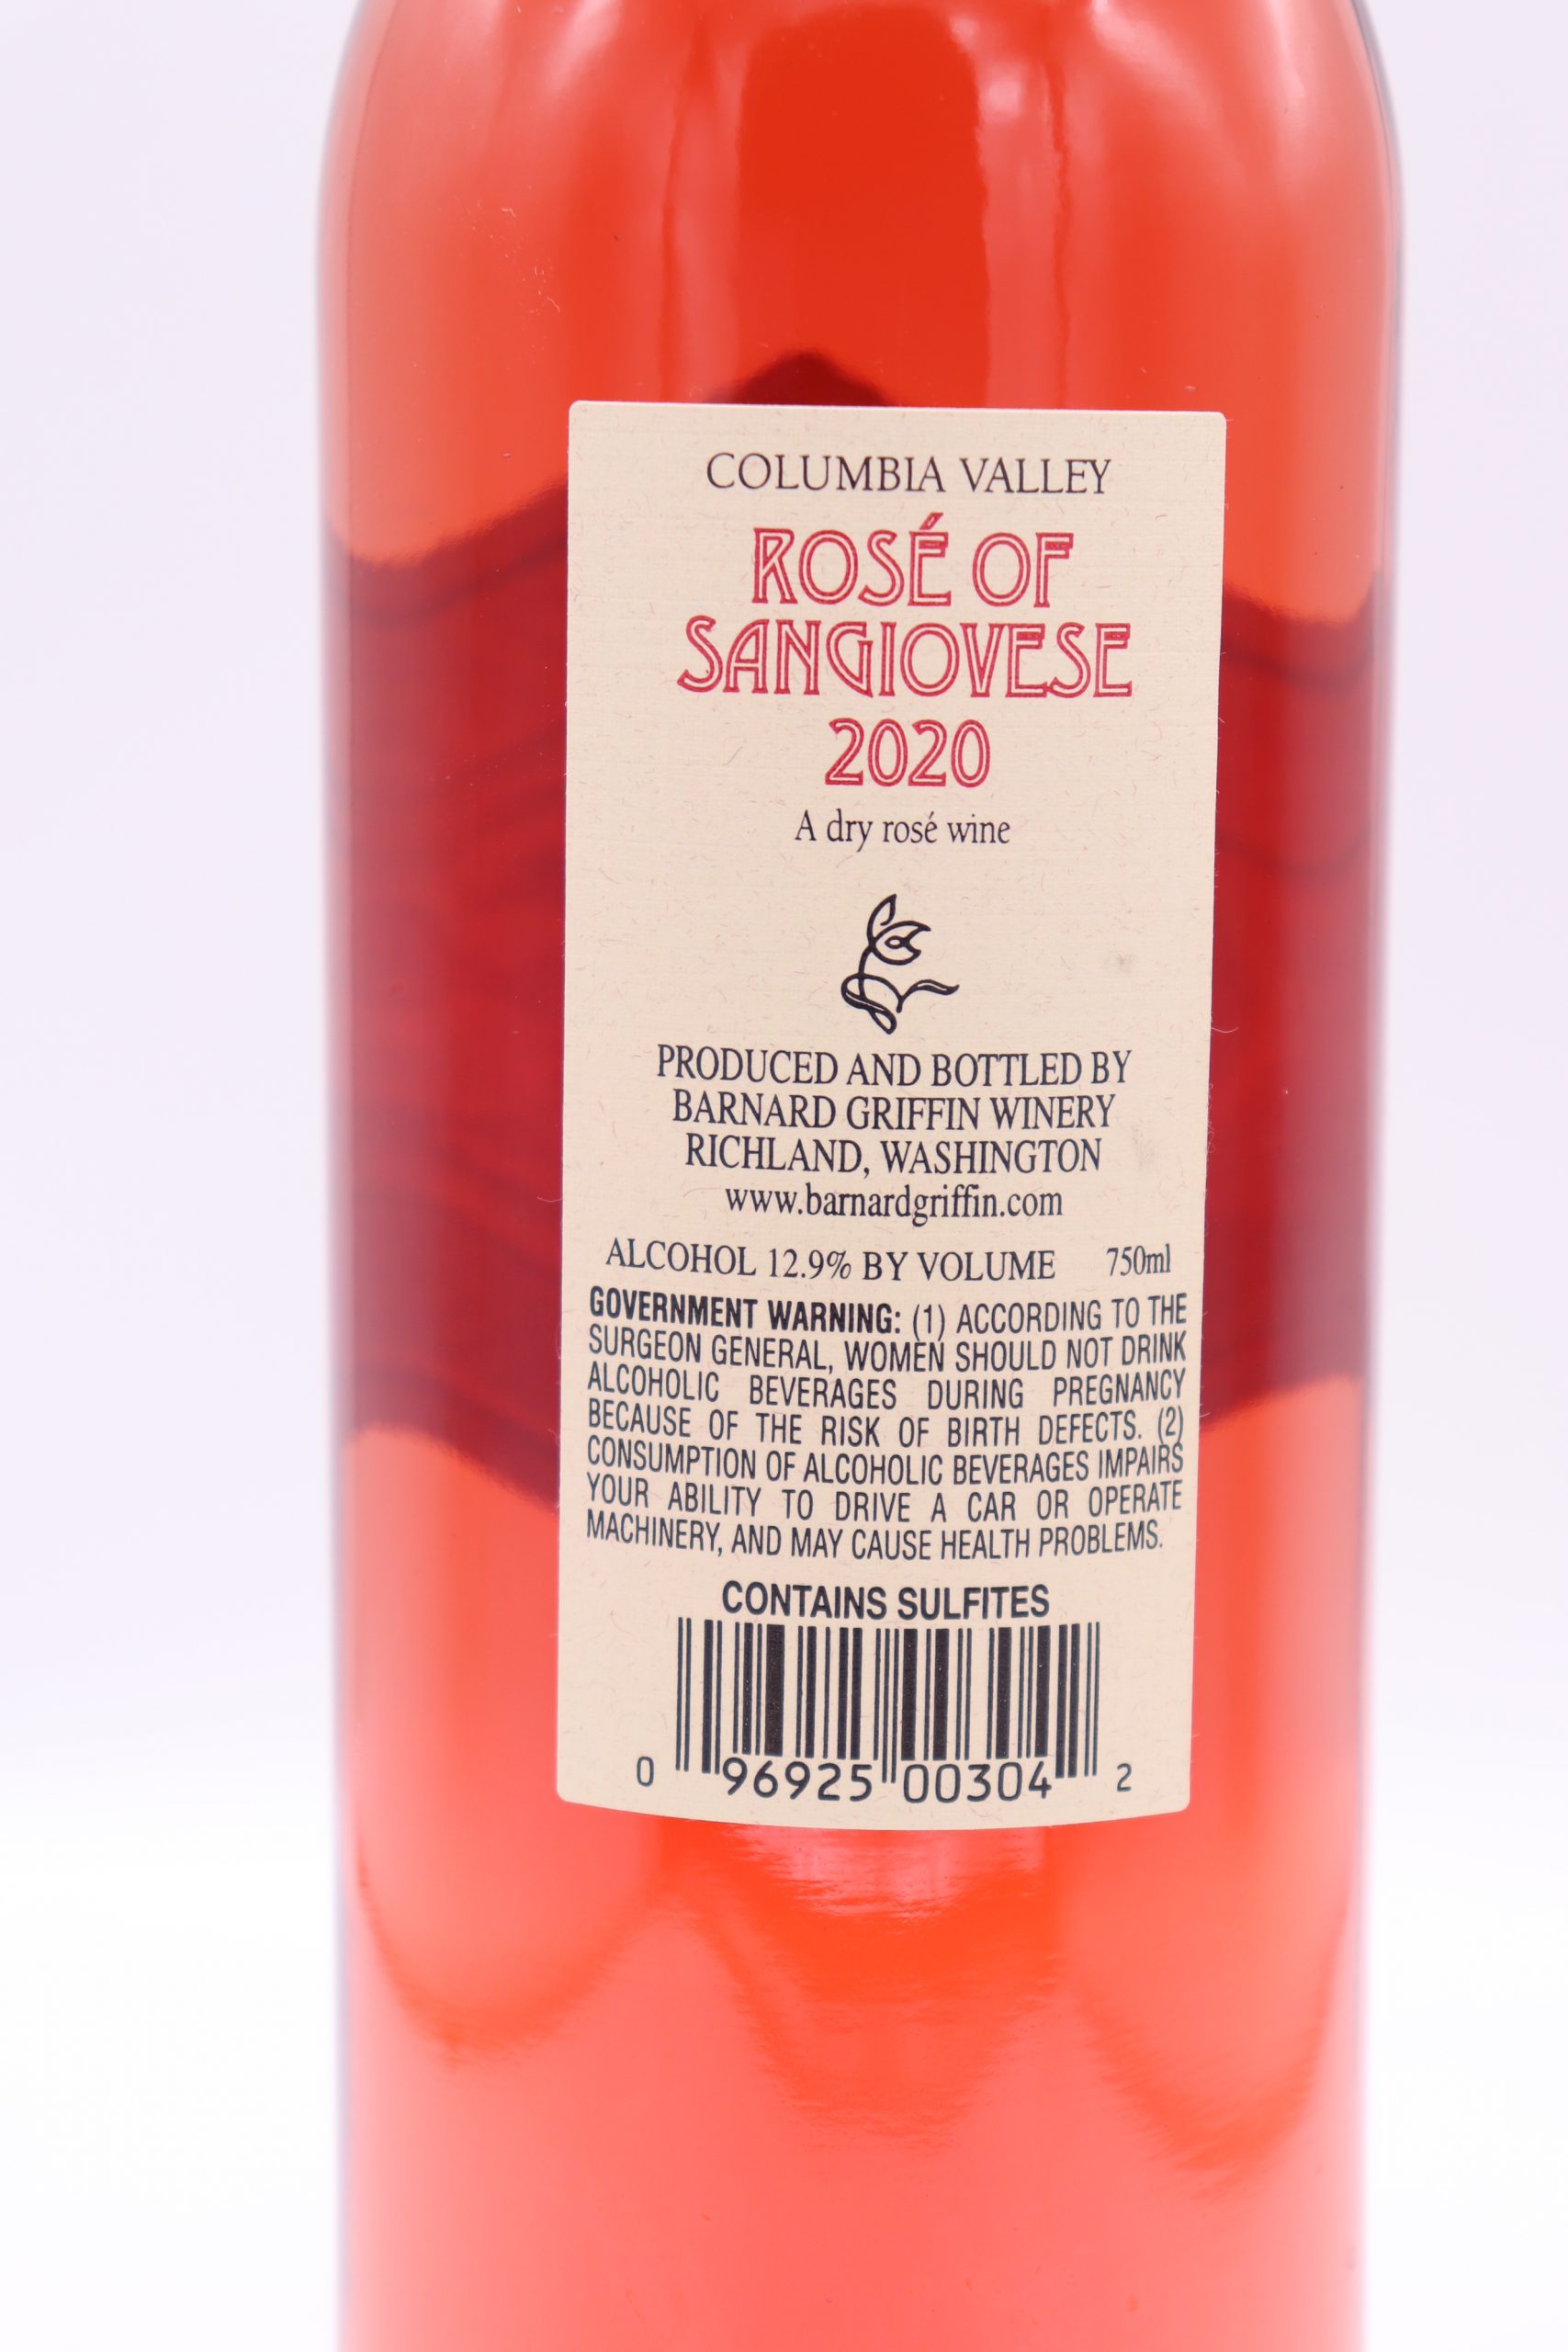 COLUMBIA VALLEY
ROSÉ OF
SANGIOVESE
2020
A dry rosé wine
PRODUCED AND BOTTLED BY
BARNARD GRIFFIN WINERY
RICHLAND, WASHINGTON
www.barnardgriffin.com
ALCOHOL 12.9% BY VOLUME 750ml
GOVERNMENT WARNING: (1) ACCORDING TO THE
SURGEON GENERAL, WOMEN SHOULD NOT DRINK
ALCOHOLIC BEVERAGES DURING PREGNANCY
BECAUSE OF THE RISK OF BIRTH DEFECTS. (2)
CONSUMPTION OF ALCOHOLIC BEVERAGES IMPAIRS
YOUR ABILITY TO DRIVE A CAR OR OPERATE
MACHINERY, AND MAY CAUSE HEALTH PROBLEMS.
CONTAINS SULFITES
0 96925 00304 2